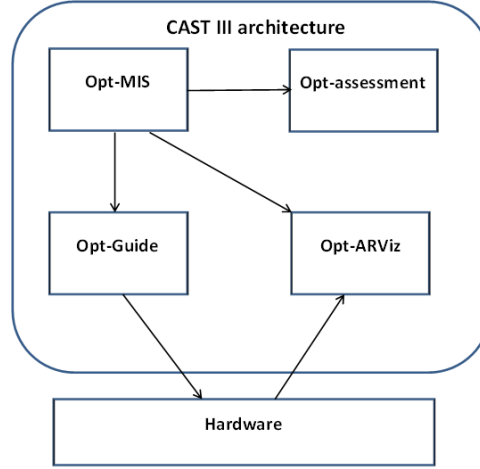 CAST III architecture
Opt-MIS
Opt-assessment
Opt-Guide
Opt-ARViz
Hardware